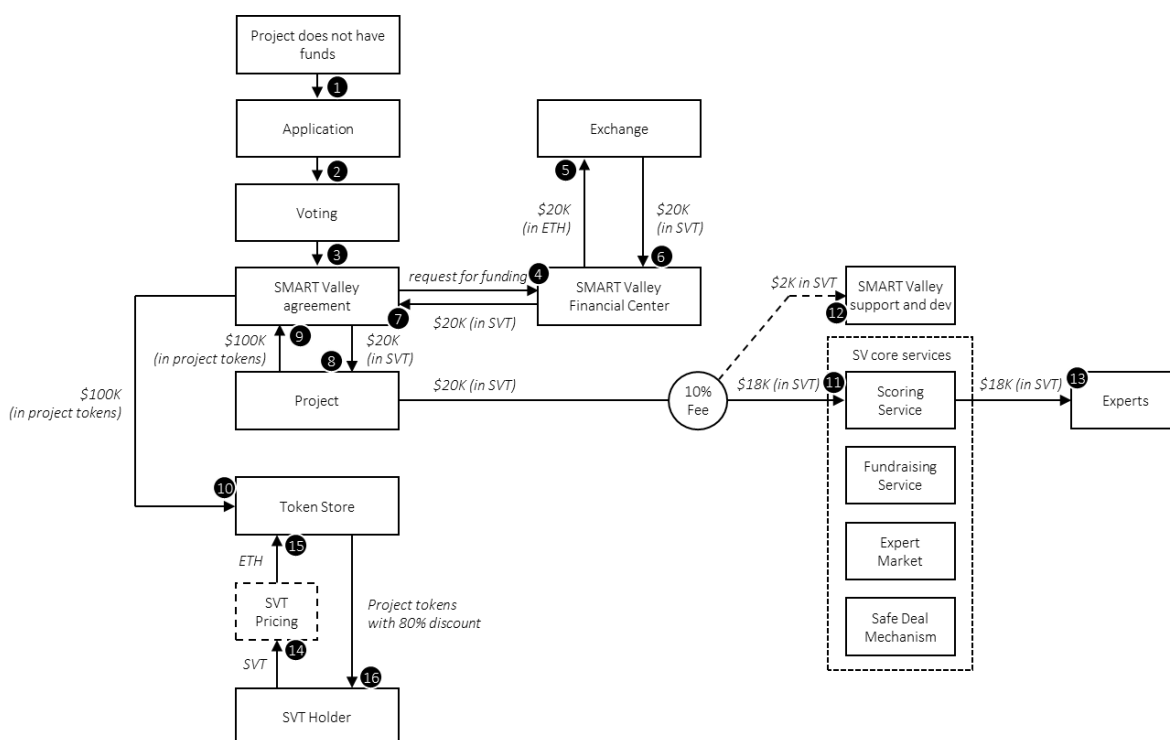 Project does not have
funds
1
Application
Exchange
2
5
Voting
$20K
(in ETH)
$20K
(in SVT)
3
6
SMART Valley
agreement
request for funding
4
SMART Valley
Financial Center
$2K in SVT
SMART Valley
support and dev
12
7
$20K (in SVT)
9
$100K
(in project tokens)
8
$20K
(in SVT)
SV core services
$100K
(in project tokens)
Project
$20K (in SVT)
10%
Fee
$18K (in SVT)
11
Scoring
Service
$18K (in SVT)
13
Experts
Fundraising
Service
10
Token Store
15
ETH
Expert
Market
SVT
Pricing
Project tokens
with 80% discount
Safe Deal
Mechanism
14
SVT
16
SVT Holder